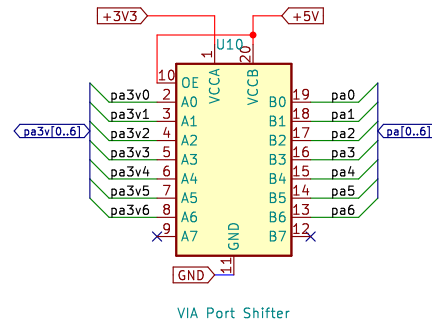 +3V3
+5V
U10
1
20
10
OE
VCCA
VCCB
pa3v0 2 A0 B0 19 pa0
pa3v1 3 A1 B1 18 pa1
pa3v2 4 A2 B2 17 pa2
pa3v[0..6]
pa[0..6]
pa3v3 5 A3 B3 16 pa3
pa3v4 6 A4 B4 15 pa4
pa3v5 7 A5 B5 14 pa5
pa3v6 8 A6 B6 13 pa6
9 A7 B7 12
GND
11
GND
VIA Port Shifter